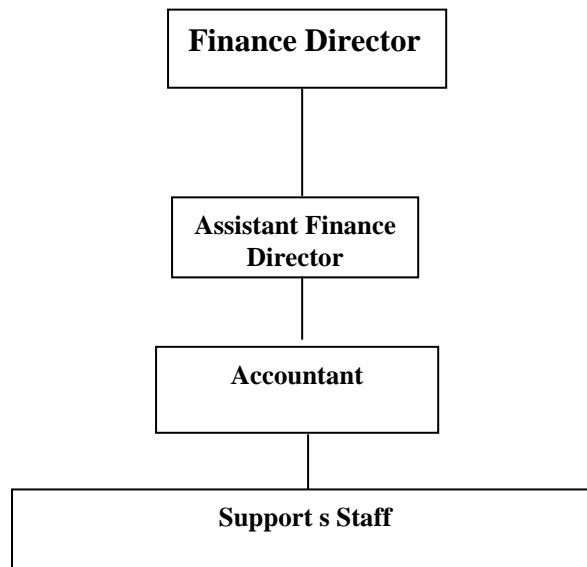 Finance Director
Assistant Finance
Director
Accountant
Support s Staff